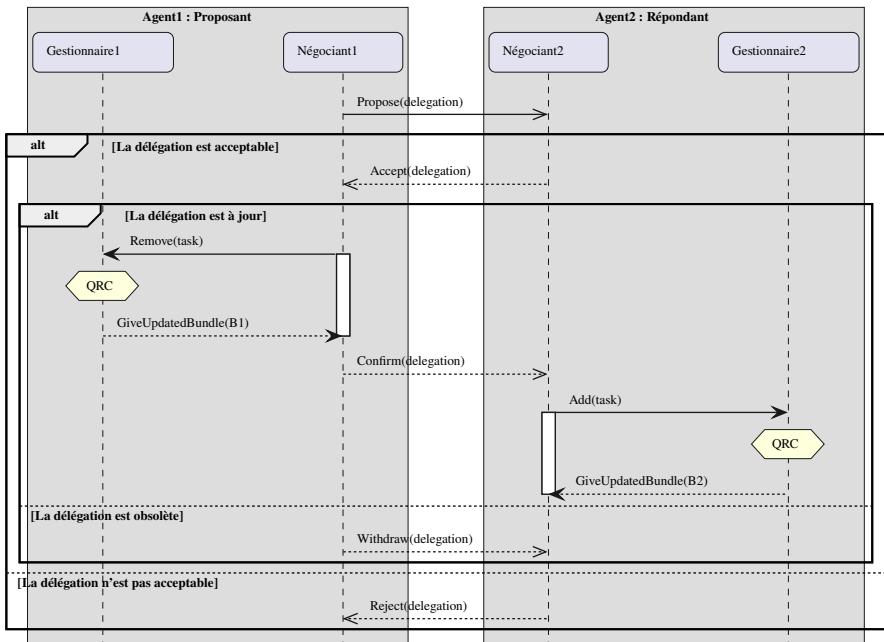 Agent1 : Proposant
Agent2 : Répondant
Gestionnaire1
Négociant1
Négociant2
Gestionnaire2
Propose(delegation)
alt
[La délégation est acceptable]
Accept(delegation)
alt
[La délégation est à jour]
Remove(task)
QRC
GiveUpdatedBundle(B1)
Confirm(delegation)
Add(task)
QRC
GiveUpdatedBundle(B2)
[La délégation est obsolète]
Withdraw(delegation)
[La délégation n'est pas acceptable]
Reject(delegation)